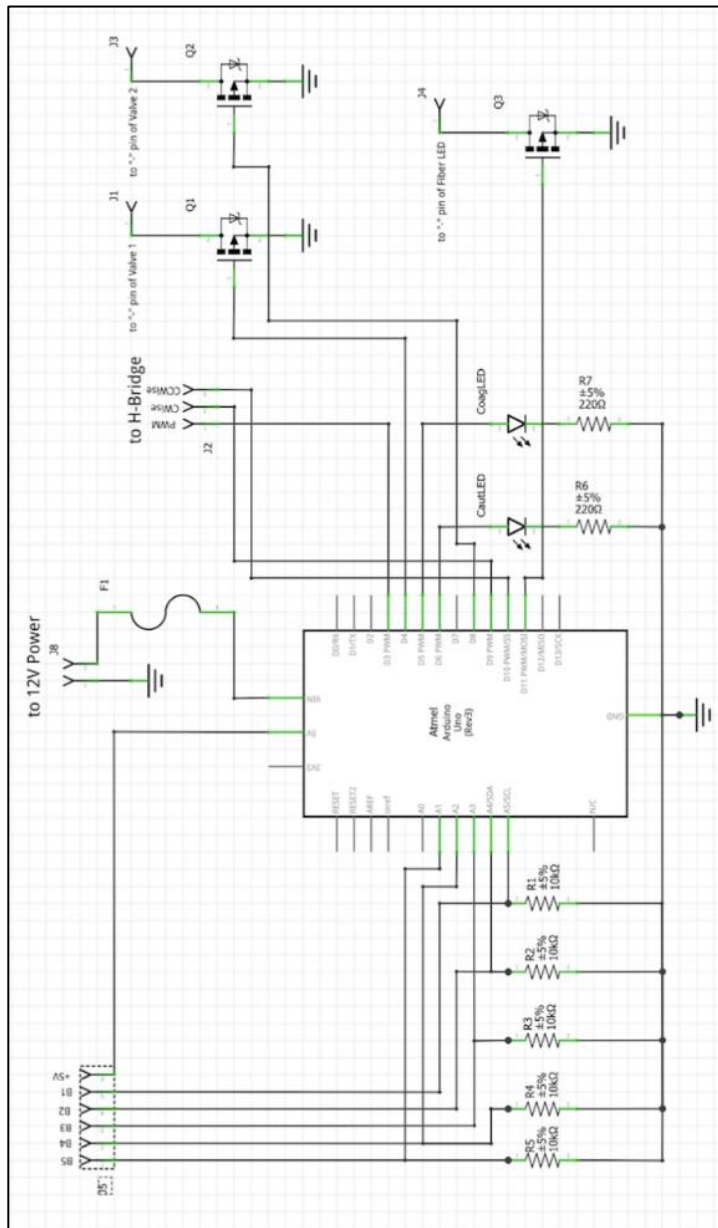 J3
to "-" pin of Valve 2
Q2
J1
to "-" pin of Valve 1
Q1
J4
to "-" pin of Fiber LED
Q3
to H-Bridge
CCWise
CWise
PWM
J2
CoagLED
R7
±5%
220Ω
CautLED
R6
±5%
220Ω
to 12V Power
J8
F1
D0/RX
D1/TX
D2
D3 PWM
D4
D5 PWM
D6 PWM
D7
D8
D9 PWM
D10 PWM/SS
D11 PWM/MOSI
D12/MISO
D13/SCK
VIN
5V
3V3
Atmel
Arduino
Uno
(Rev3)
GND
RESET
RESET2
AREF
ioref
A0
A1
A2
A3
A4/SDA
A5/SCL
N/C
R1
±5%
10kΩ
R2
±5%
10kΩ
R3
±5%
10kΩ
R4
±5%
10kΩ
R5
±5%
10kΩ
+5V
B1
B2
B3
B4
B5
J5